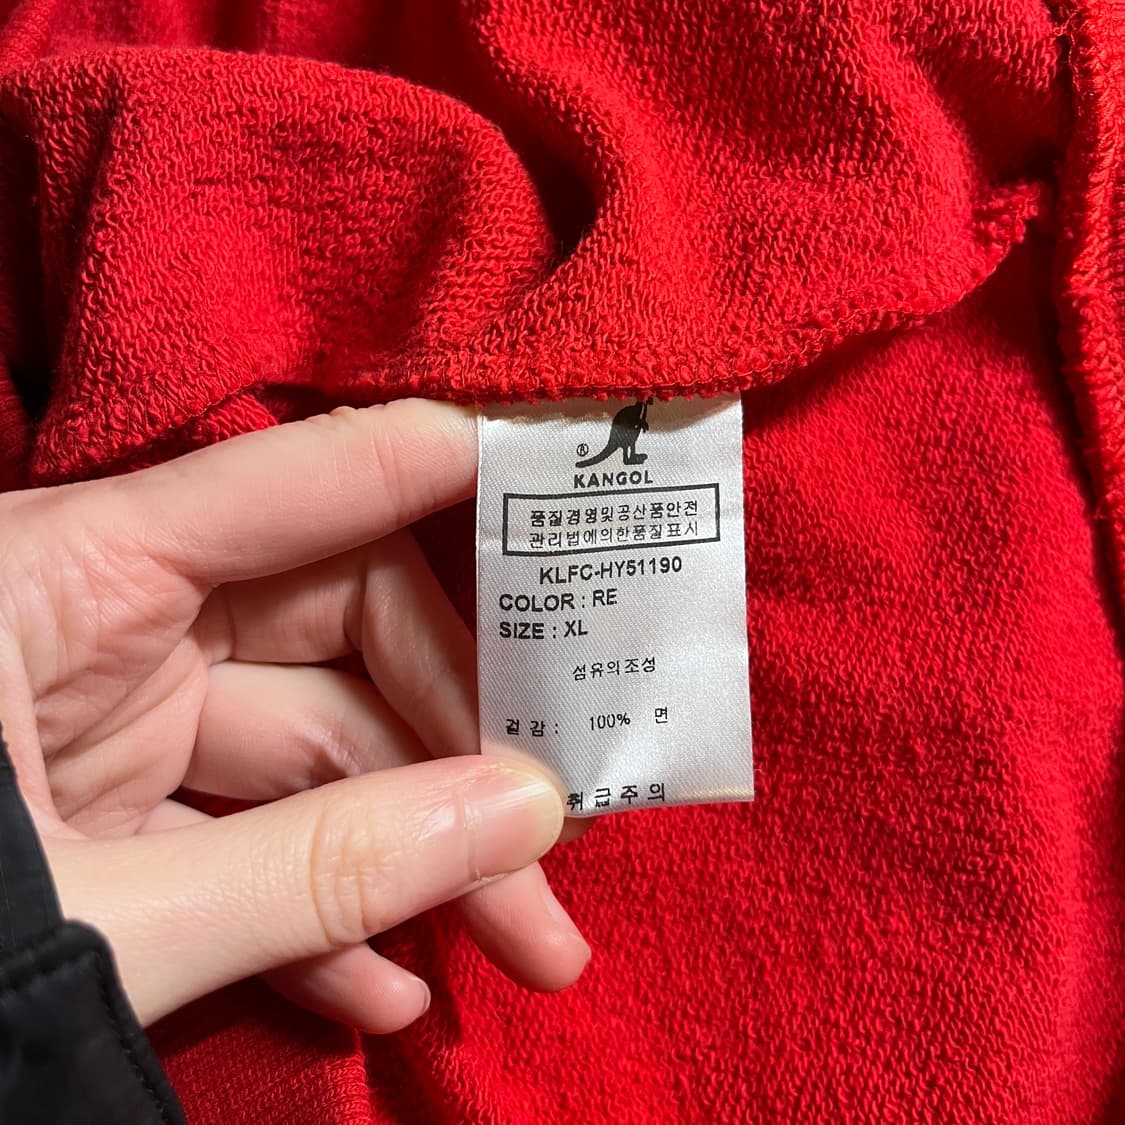 ®
KANGOL
품질경영및공산품안전
관리법에의한품질표시
KLFC-HY51190
COLOR : RE
SIZE : XL
섬유의조성
겉감 : 100% 면
취급주의